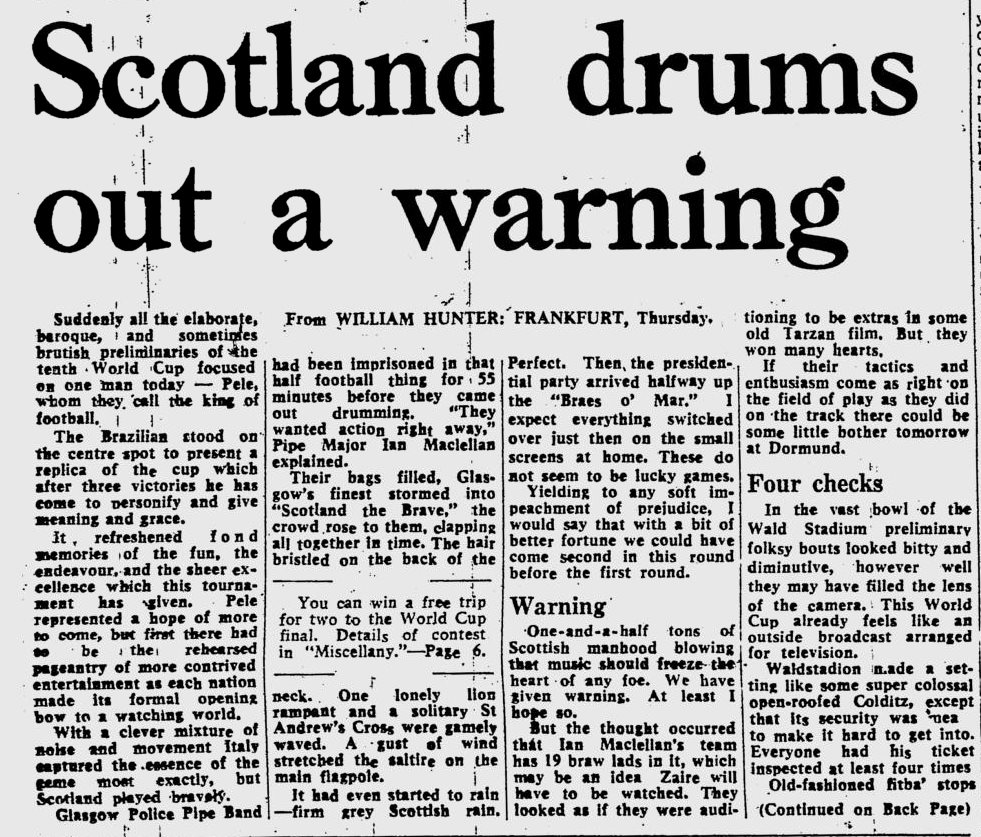 Scotland drums
out a warning
From WILLIAM HUNTER: FRANKFURT, Thursday.
Suddenly all the elaborate,
baroque, and sometimes
brutish preliminaries of the
tenth World Cup focused
on one man today — Pele,
whom they call the king of
football.
The Brazilian stood on
the centre spot to present a
replica of the cup which
after three victories he has
come to personify and give
meaning and grace.
It refreshened fond
memories of the fun, the
endeavour, and the sheer ex-
cellence which this tourna-
ment has given. Pele
represented a hope of more
to come, but first there had
to be the rehearsed
pageantry of more contrived
entertainment as each nation
made its formal opening
bow to a watching world.
With a clever mixture of
noise and movement Italy
captured the essence of the
game most exactly, but
Scotland played bravely.
Glasgow Police Pipe Band
had been imprisoned in that
half football thing for 55
minutes before they came
out drumming. "They
wanted action right away,"
Pipe Major Ian Maclellan
explained.
Their bags filled, Glas-
gow's finest stormed into
"Scotland the Brave," the
crowd rose to them, clapping
all together in time. The hair
bristled on the back of the
You can win a free trip
for two to the World Cup
final. Details of contest
in "Miscellany."—Page 6.
neck. One lonely lion
rampant and a solitary St
Andrew's Cross were gamely
waved. A gust of wind
stretched the saltire on the
main flagpole.
It had even started to rain
—firm grey Scottish rain.
Perfect. Then, the presiden-
tial party arrived halfway up
the "Braes o' Mar." I
expect everything switched
over just then on the small
screens at home. These do
not seem to be lucky games.
Yielding to any soft im-
peachment of prejudice, I
would say that with a bit of
better fortune we could have
come second in this round
before the first round.
Warning
One-and-a-half tons of
Scottish manhood blowing
that music should freeze the
heart of any foe. We have
given warning. At least I
hope so.
But the thought occurred
that Ian Maclellan's team
has 19 braw lads in it, which
may be an idea Zaire will
have to be watched. They
looked as if they were audi-
tioning to be extras in some
old Tarzan film. But they
won many hearts.
If their tactics and
enthusiasm come as right on
the field of play as they did
on the track there could be
some little bother tomorrow
at Dormund.
Four checks
In the vast bowl of the
Wald Stadium preliminary
folksy bouts looked bitty and
diminutive, however well
they may have filled the lens
of the camera. This World
Cup already feels like an
outside broadcast arranged
for television.
Waldstadion made a set-
ting like some super colossal
open-roofed Colditz, except
that its security was mea
to make it hard to get into.
Everyone had his ticket
inspected at least four times
Old-fashioned fitba' stops
(Continued on Back Page)